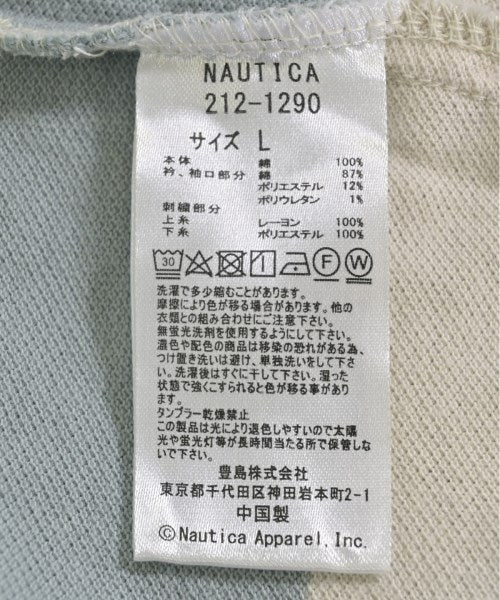 NAUTICA
212-1290
サイズ L
本体 綿 100%
衿、袖口部分 綿 87%
ポリエステル 12%
ポリウレタン 1%
刺繍部分
上糸 レーヨン 100%
下糸 ポリエステル 100%
30 F W
洗濯で多少縮むことがあります。
摩擦により色が移る場合があります。他の
衣類との組み合わせにご注意下さい。
無蛍光洗剤を使用するようにして下さい。
濃色や配色の商品は移染の恐れがある為、
つけ置き洗いは避け、単独洗いをして下さ
い。洗濯後はすぐに干して下さい。湿った
状態で強くこすられると色が移る事があり
ます。
タンブラー乾燥禁止
この製品は光により退色しやすいので太陽
光や蛍光灯等が長時間当たる所で保管しな
いで下さい。
豊島株式会社
東京都千代田区神田岩本町2-1
中国製
©Nautica Apparel, Inc.